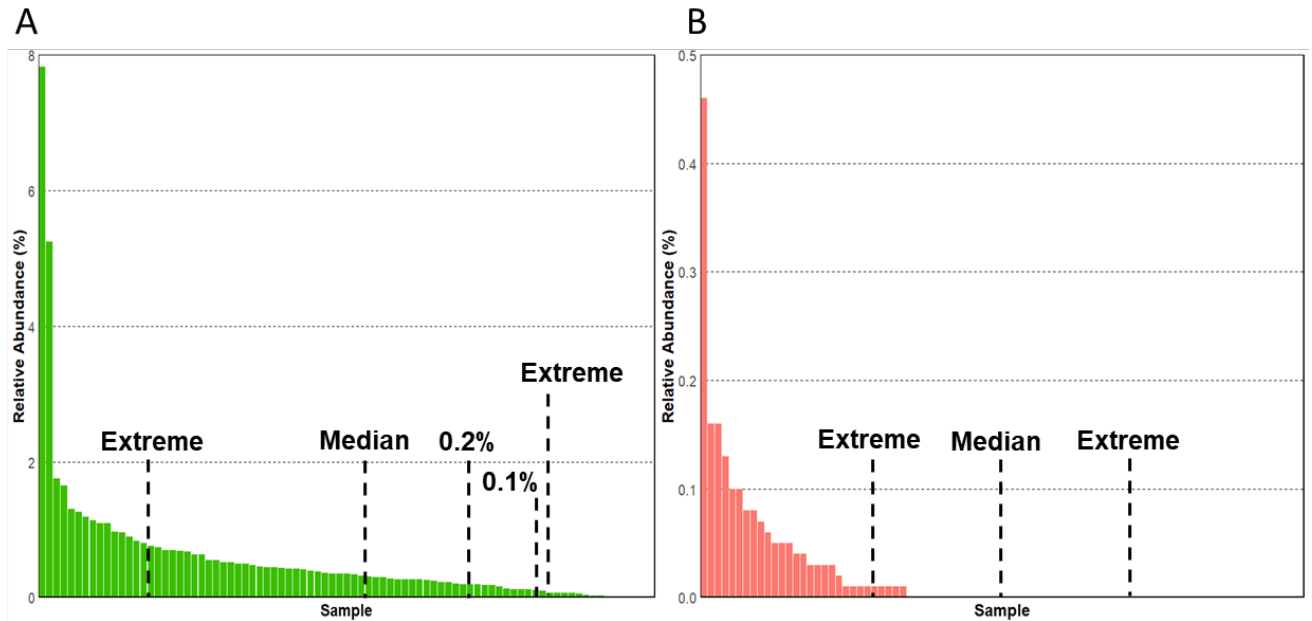 A
B
8
6
4
2
0
Relative Abundance (%)
Extreme
Median
0.2%
0.1%
Extreme
Sample
0.5
0.4
0.3
0.2
0.1
0.0
Relative Abundance (%)
Extreme
Median
Extreme
Sample